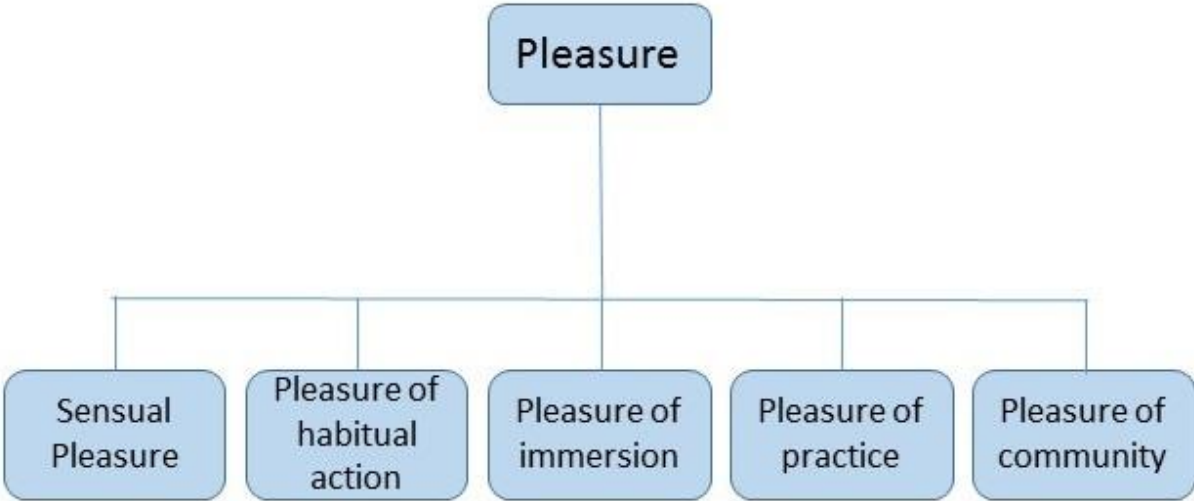 Pleasure
Sensual
Pleasure
Pleasure of
habitual
action
Pleasure of
immersion
Pleasure of
practice
Pleasure of
community